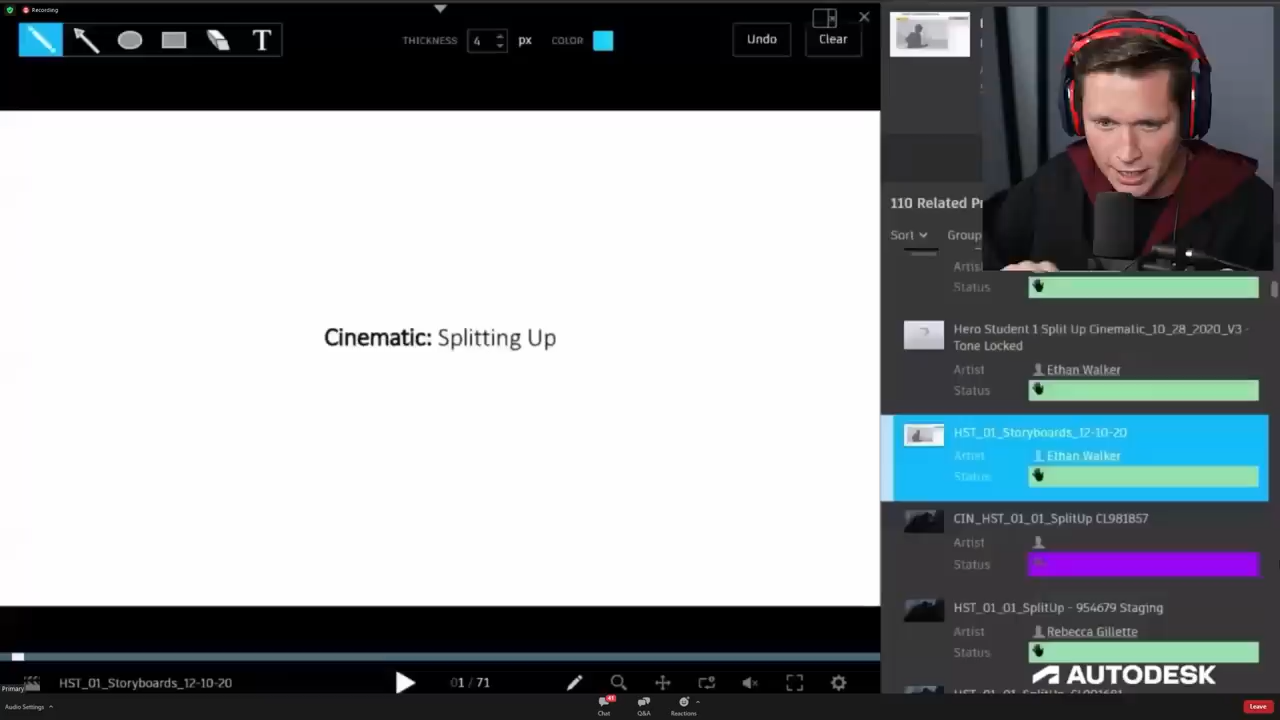 Recording
T
THICKNESS 4 px COLOR
Undo
Clear
Cinematic: Splitting Up
110 Related
Sort
Group
Status
Hero Student 1 Split Up Cinematic_10_28_2020_V3 -
Tone Locked
Artist Ethan Walker
Status
HST_01_Storyboards_12-10-20
Artist Ethan Walker
Status
CIN_HST_01_01_SplitUp CL981857
Artist
Status
HST_01_01_SplitUp - 954679 Staging
Artist Rebecca Gillette
Status
AUTODESK
Primary
HST_01_Storyboards_12-10-20
01 / 71
Audio Settings
Chat
Q&A
Reactions
Leave